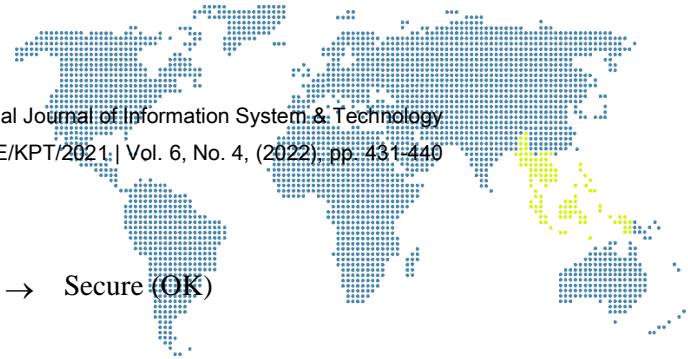 al Journal of Information System & Technology
E/KPT/2021 | Vol. 6, No. 4, (2022), pp. 431-440
→ Secure (OK)